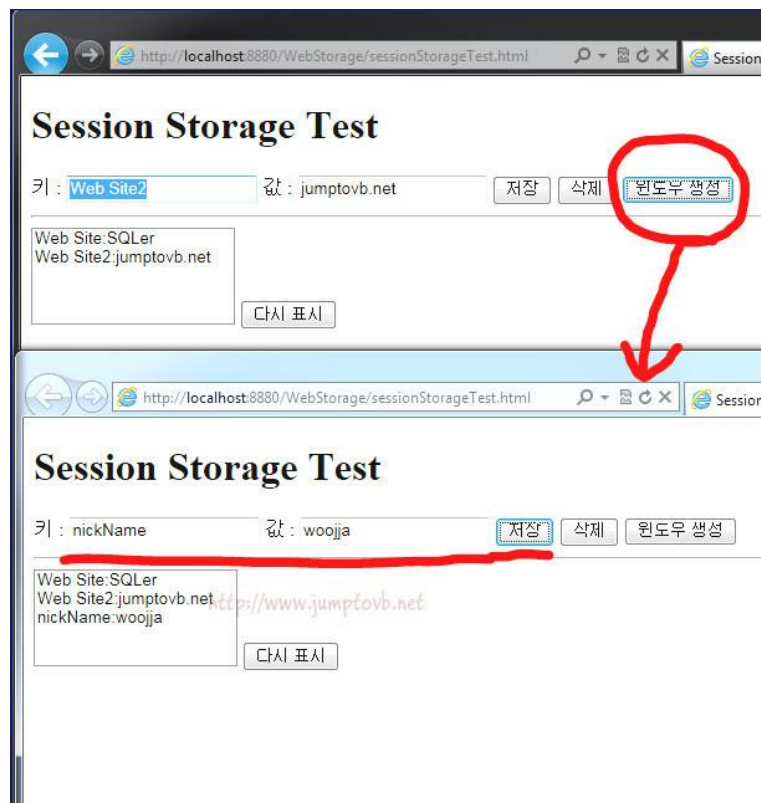 http://localhost:8880/WebStorage/sessionStorageTest.html
Session
Session Storage Test
키 : Web Site2 값 : jumptovb.net 저장 삭제 윈도우 생성
Web Site:SQLer
Web Site2:jumptovb.net
다시 표시
http://localhost:8880/WebStorage/sessionStorageTest.html
Session
Session Storage Test
키 : nickName 값 : woojja 저장 삭제 윈도우 생성
Web Site:SQLer
Web Site2:jumptovb.net
nickName:woojja
http://www.jumptovb.net
다시 표시